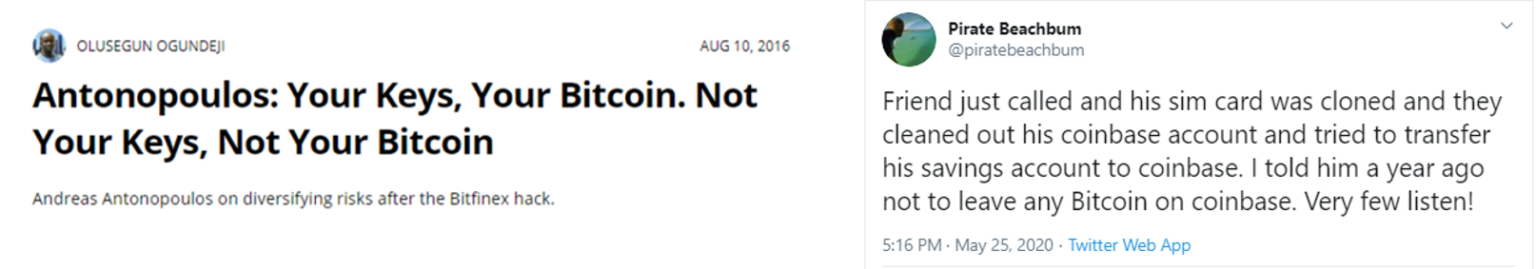 OLUSEGUN OGUNDEJI
AUG 10, 2016
Antonopoulos: Your Keys, Your Bitcoin. Not
Your Keys, Not Your Bitcoin
Andreas Antonopoulos on diversifying risks after the Bitfinex hack.
Pirate Beachbum
@piratebeachbum
Friend just called and his sim card was cloned and they
cleaned out his coinbase account and tried to transfer
his savings account to coinbase. I told him a year ago
not to leave any Bitcoin on coinbase. Very few listen!
5:16 PM · May 25, 2020 · Twitter Web App